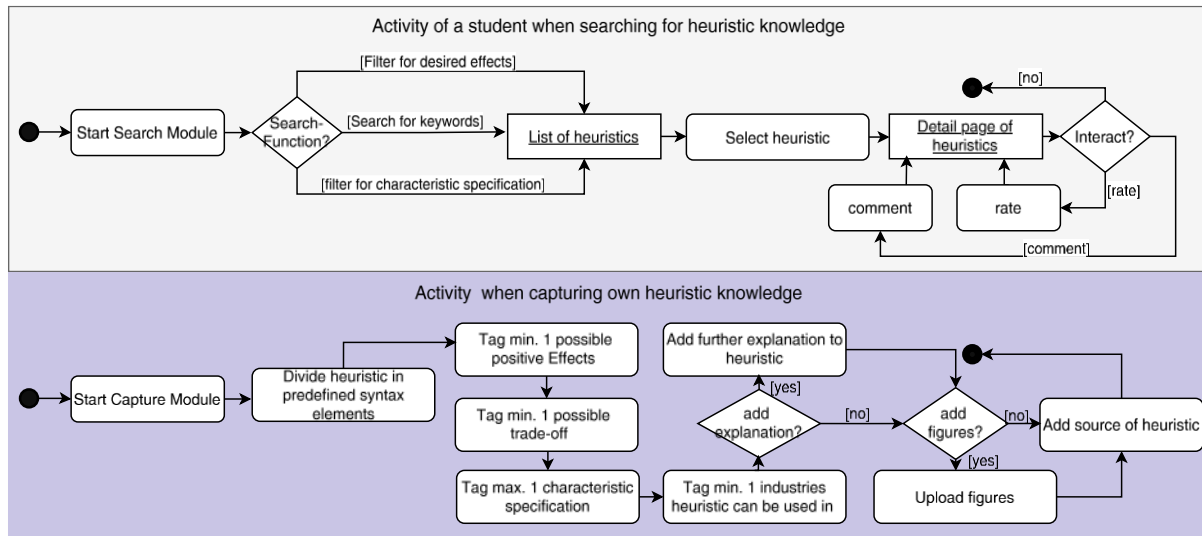 Activity of a student when searching for heuristic knowledge
[Filter for desired effects]
[no]
Start Search Module
Search-
Function?
[Search for keywords]
List of heuristics
Select heuristic
Detail page of
heuristics
Interact?
[filter for characteristic specification]
[rate]
comment
rate
[comment]
Activity when capturing own heuristic knowledge
Tag min. 1 possible
positive Effects
Add further explanation to
heuristic
Start Capture Module
Divide heuristic in
predefined syntax
elements
[yes]
Tag min. 1 possible
trade-off
add
explanation?
[no]
add
figures?
[no]
Add source of heuristic
[yes]
Tag max. 1 characteristic
specification
Tag min. 1 industries
heuristic can be used in
Upload figures